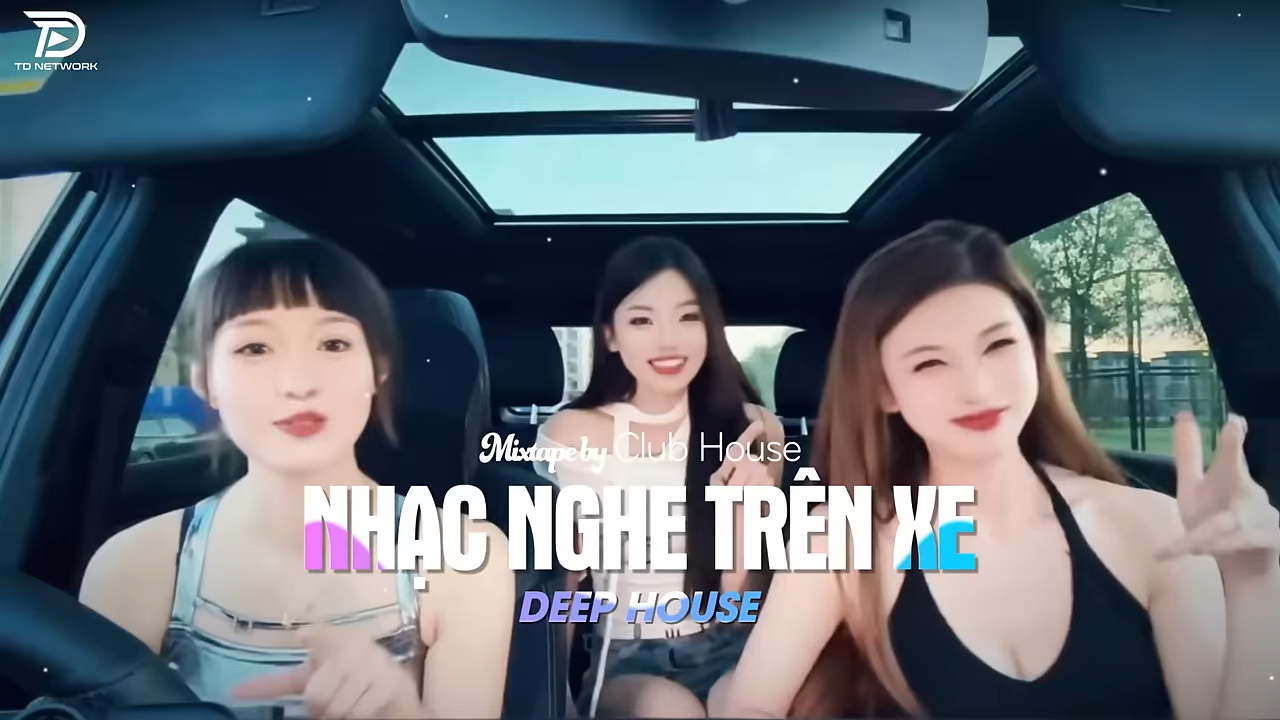 TD NETWORK
Mixtape by Club House
NHẠC NGHE TRÊN XE
DEEP HOUSE